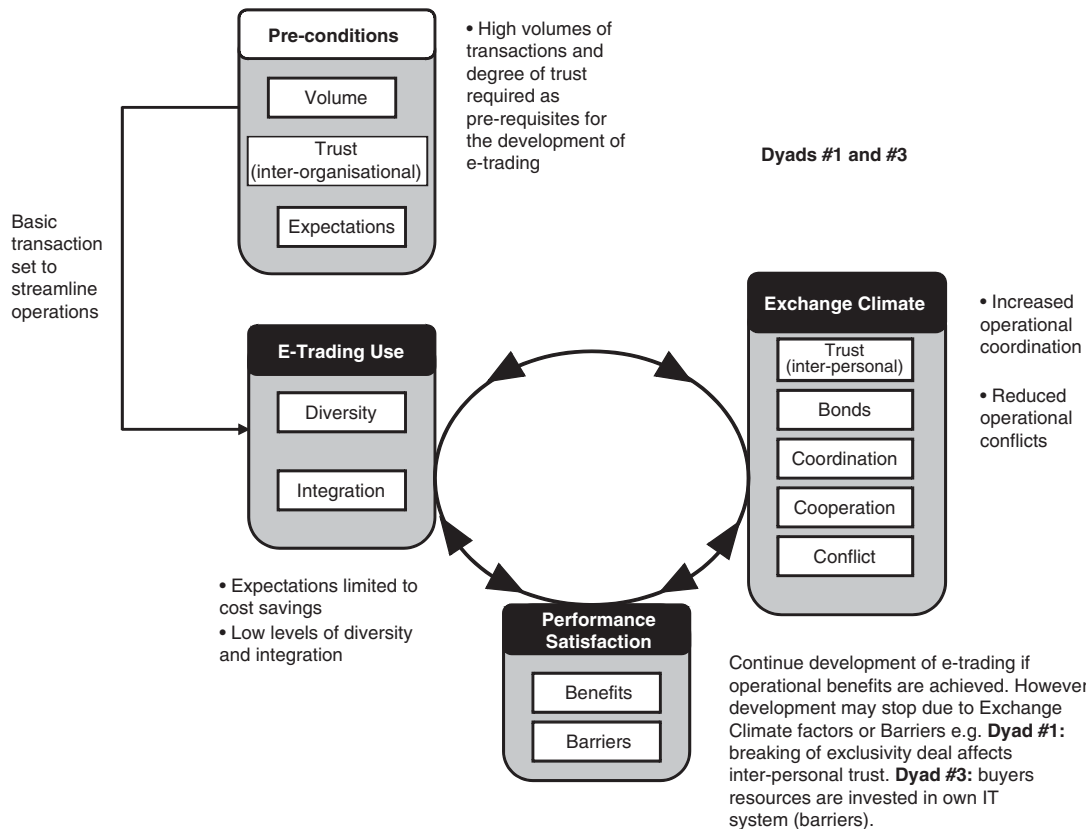 Pre-conditions
Volume
Trust
(inter-organisational)
Expectations
• High volumes of
transactions and
degree of trust
required as
pre-requisites for
the development of
e-trading
Dyads #1 and #3
Basic
transaction
set to
streamline
operations
E-Trading Use
Diversity
Integration
• Expectations limited to
cost savings
• Low levels of diversity
and integration
Exchange Climate
Trust
(inter-personal)
Bonds
Coordination
Cooperation
Conflict
• Increased
operational
coordination
• Reduced
operational
conflicts
Performance
Satisfaction
Benefits
Barriers
Continue development of e-trading if
operational benefits are achieved. However
development may stop due to Exchange
Climate factors or Barriers e.g. Dyad #1:
breaking of exclusivity deal affects
inter-personal trust. Dyad #3: buyers
resources are invested in own IT
system (barriers).